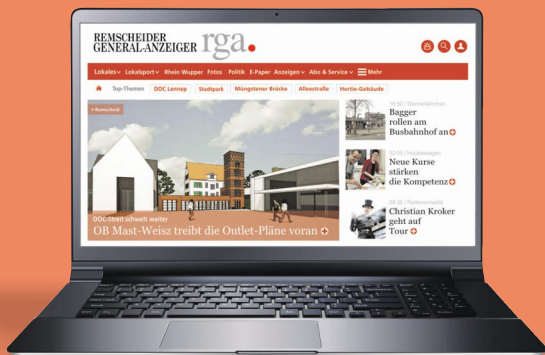 REMSCHEIDER
GENERAL-ANZEIGER rga.
Lokales Lokalsport Rhein Wupper Fotos Politik E-Paper Anzeigen Abo & Service Mehr
Top-Themen DOC Lennep Stadtpark Müngstener Brücke Alleestraße Hertie-Gebäude
Remscheid
DOC-Streit schwelt weiter
OB Mast-Weisz treibt die Outlet-Pläne voran
Wermelskirchen
Bagger
rollen am
Busbahnhof an
Hückeswagen
Neue Kurse
stärken
die Kompetenz
Radevormwald
Christian Kroker
geht auf
Tour